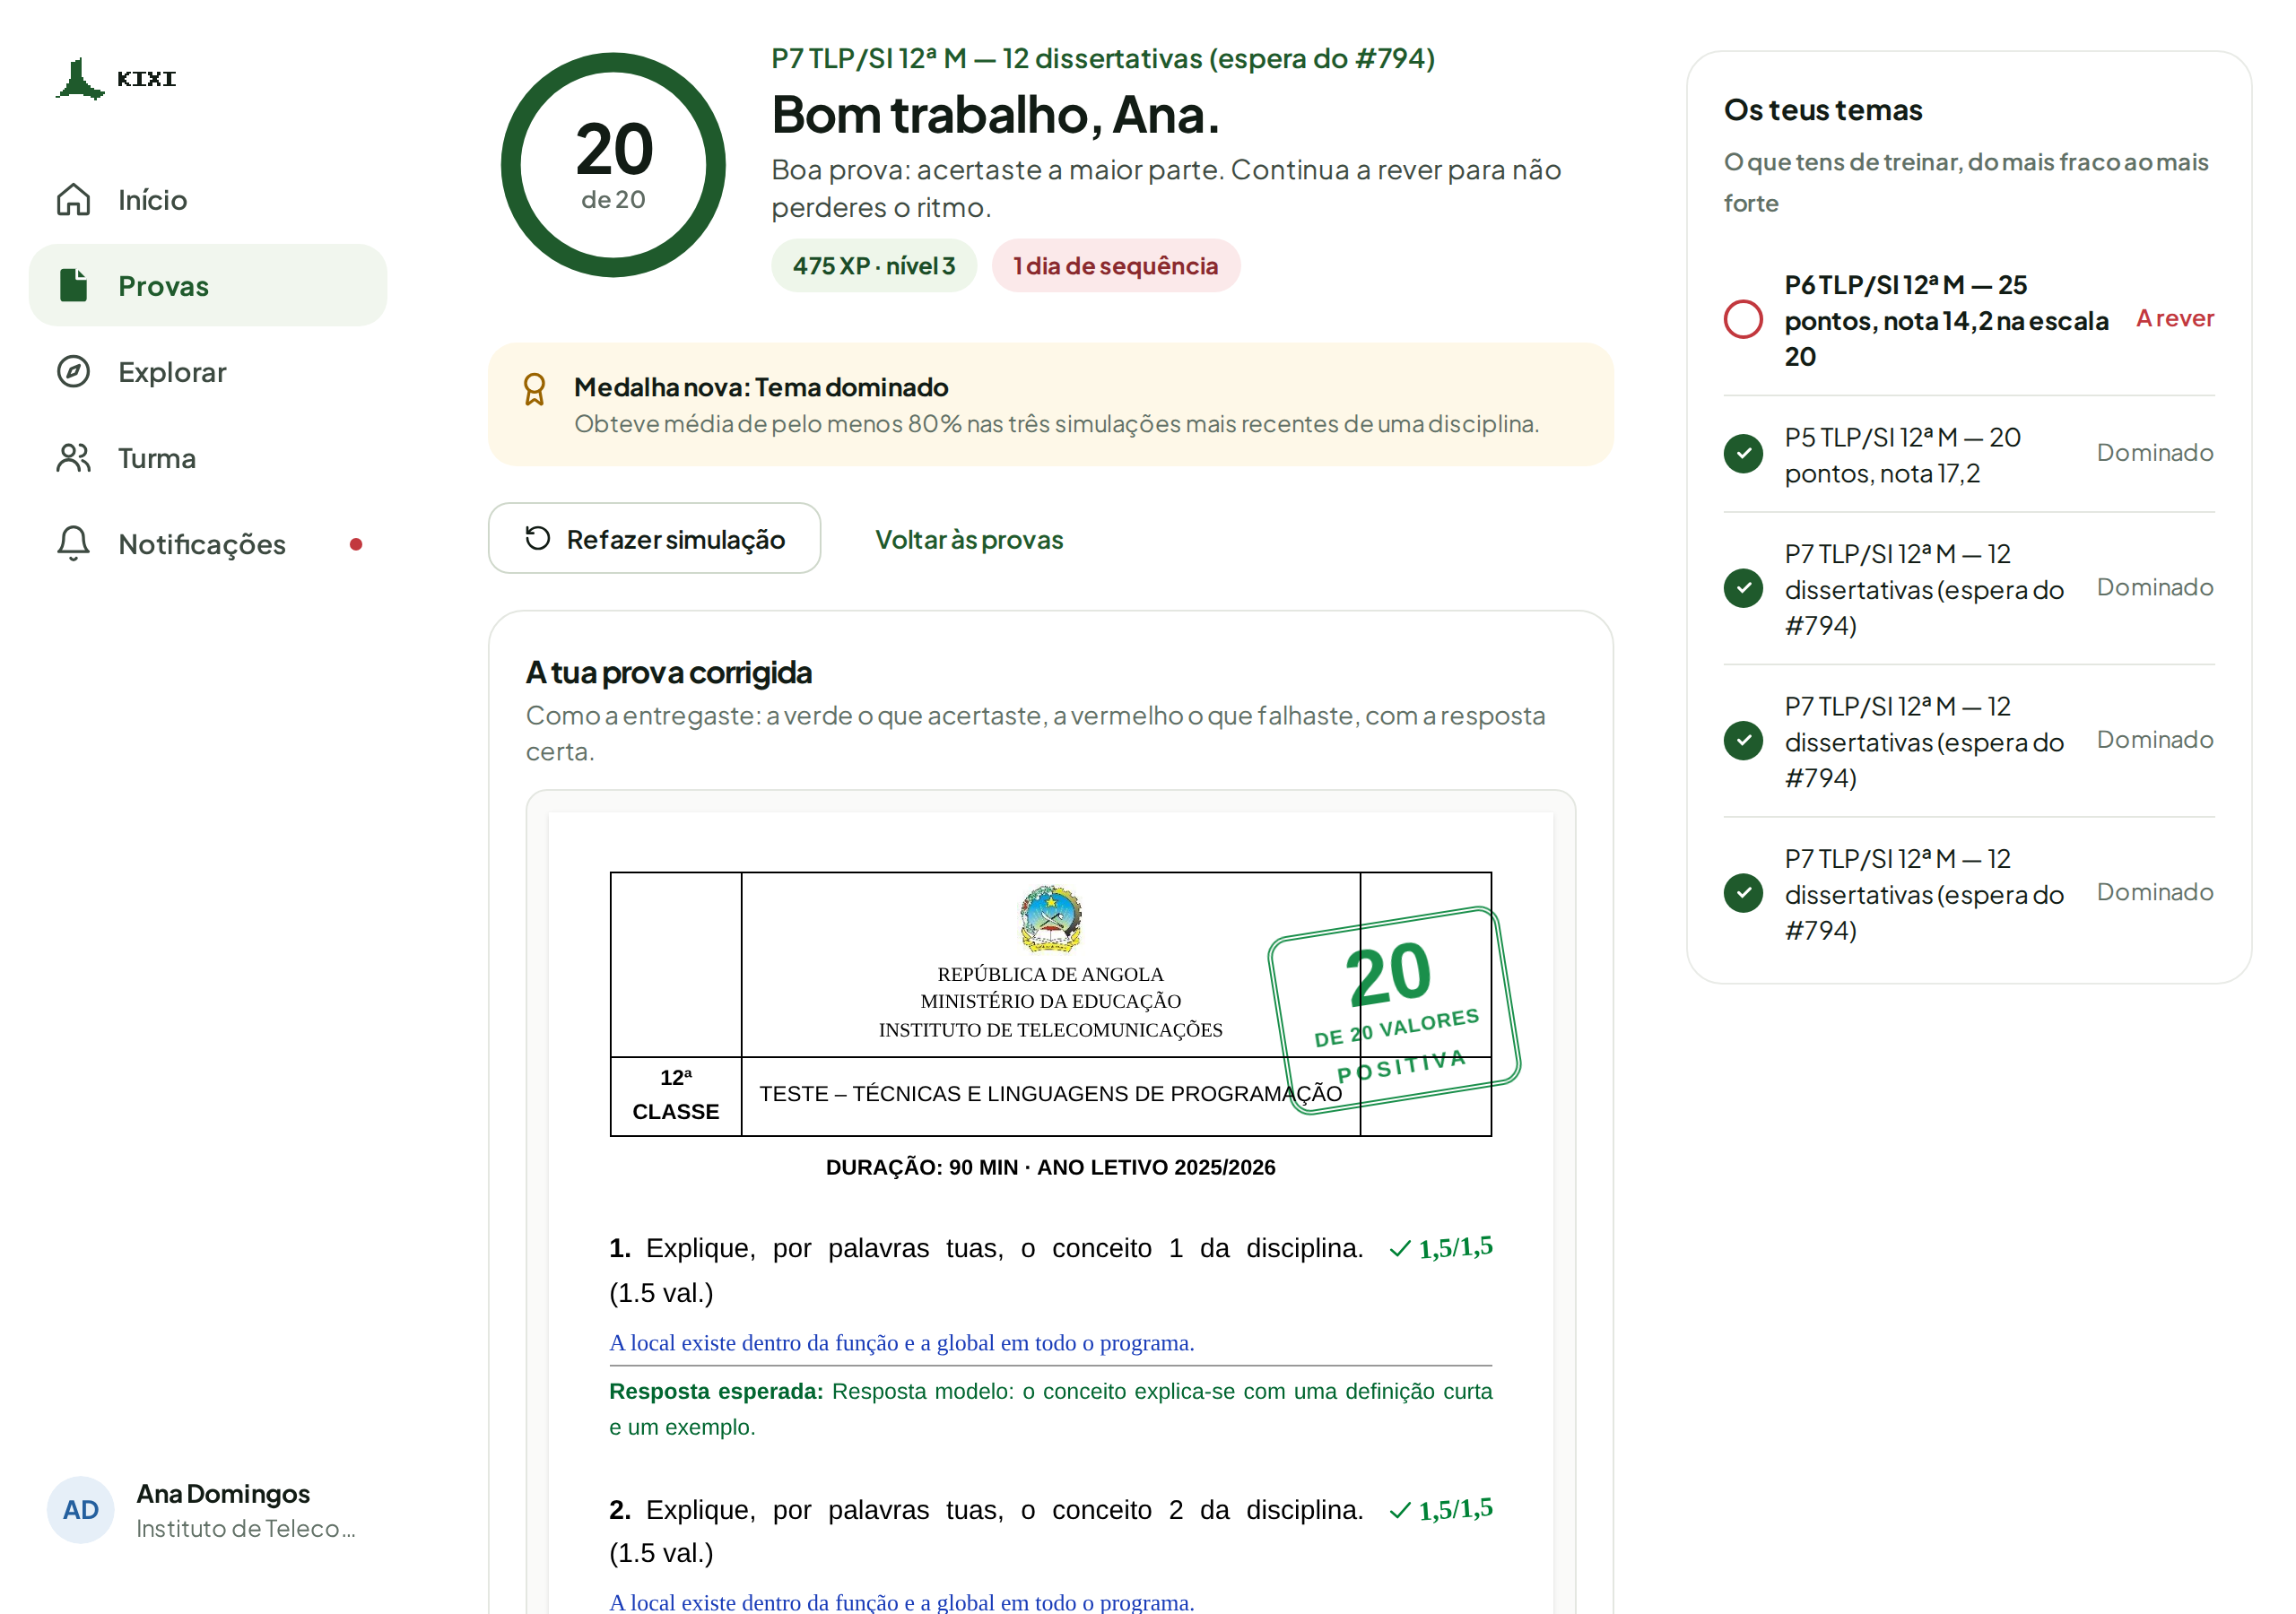 KIXI
Início
Provas
Explorar
Turma
Notificações
AD
Ana Domingos
Instituto de Teleco...
20
de 20
P7 TLP/SI 12ª M — 12 dissertativas (espera do #794)
Bom trabalho, Ana.
Boa prova: acertaste a maior parte. Continua a rever para não
perderes o ritmo.
475 XP · nível 3
1 dia de sequência
Medalha nova: Tema dominado
Obteve média de pelo menos 80% nas três simulações mais recentes de uma disciplina.
Refazer simulação
Voltar às provas
A tua prova corrigida
Como a entregaste: a verde o que acertaste, a vermelho o que falhaste, com a resposta
certa.
REPÚBLICA DE ANGOLA
MINISTÉRIO DA EDUCAÇÃO
INSTITUTO DE TELECOMUNICAÇÕES
20
DE 20 VALORES
POSITIVA
12ª
CLASSE
TESTE – TÉCNICAS E LINGUAGENS DE PROGRAMAÇÃO
DURAÇÃO: 90 MIN · ANO LETIVO 2025/2026
1. Explique, por palavras tuas, o conceito 1 da disciplina. ✓ 1,5/1,5
(1.5 val.)
A local existe dentro da função e a global em todo o programa.
Resposta esperada: Resposta modelo: o conceito explica-se com uma definição curta
e um exemplo.
2. Explique, por palavras tuas, o conceito 2 da disciplina. ✓ 1,5/1,5
(1.5 val.)
A local existe dentro da função e a global em todo o programa.
Os teus temas
O que tens de treinar, do mais fraco ao mais
forte
P6 TLP/SI 12ª M — 25
pontos, nota 14,2 na escala
20
A rever
P5 TLP/SI 12ª M — 20
pontos, nota 17,2
Dominado
P7 TLP/SI 12ª M — 12
dissertativas (espera do
#794)
Dominado
P7 TLP/SI 12ª M — 12
dissertativas (espera do
#794)
Dominado
P7 TLP/SI 12ª M — 12
dissertativas (espera do
#794)
Dominado